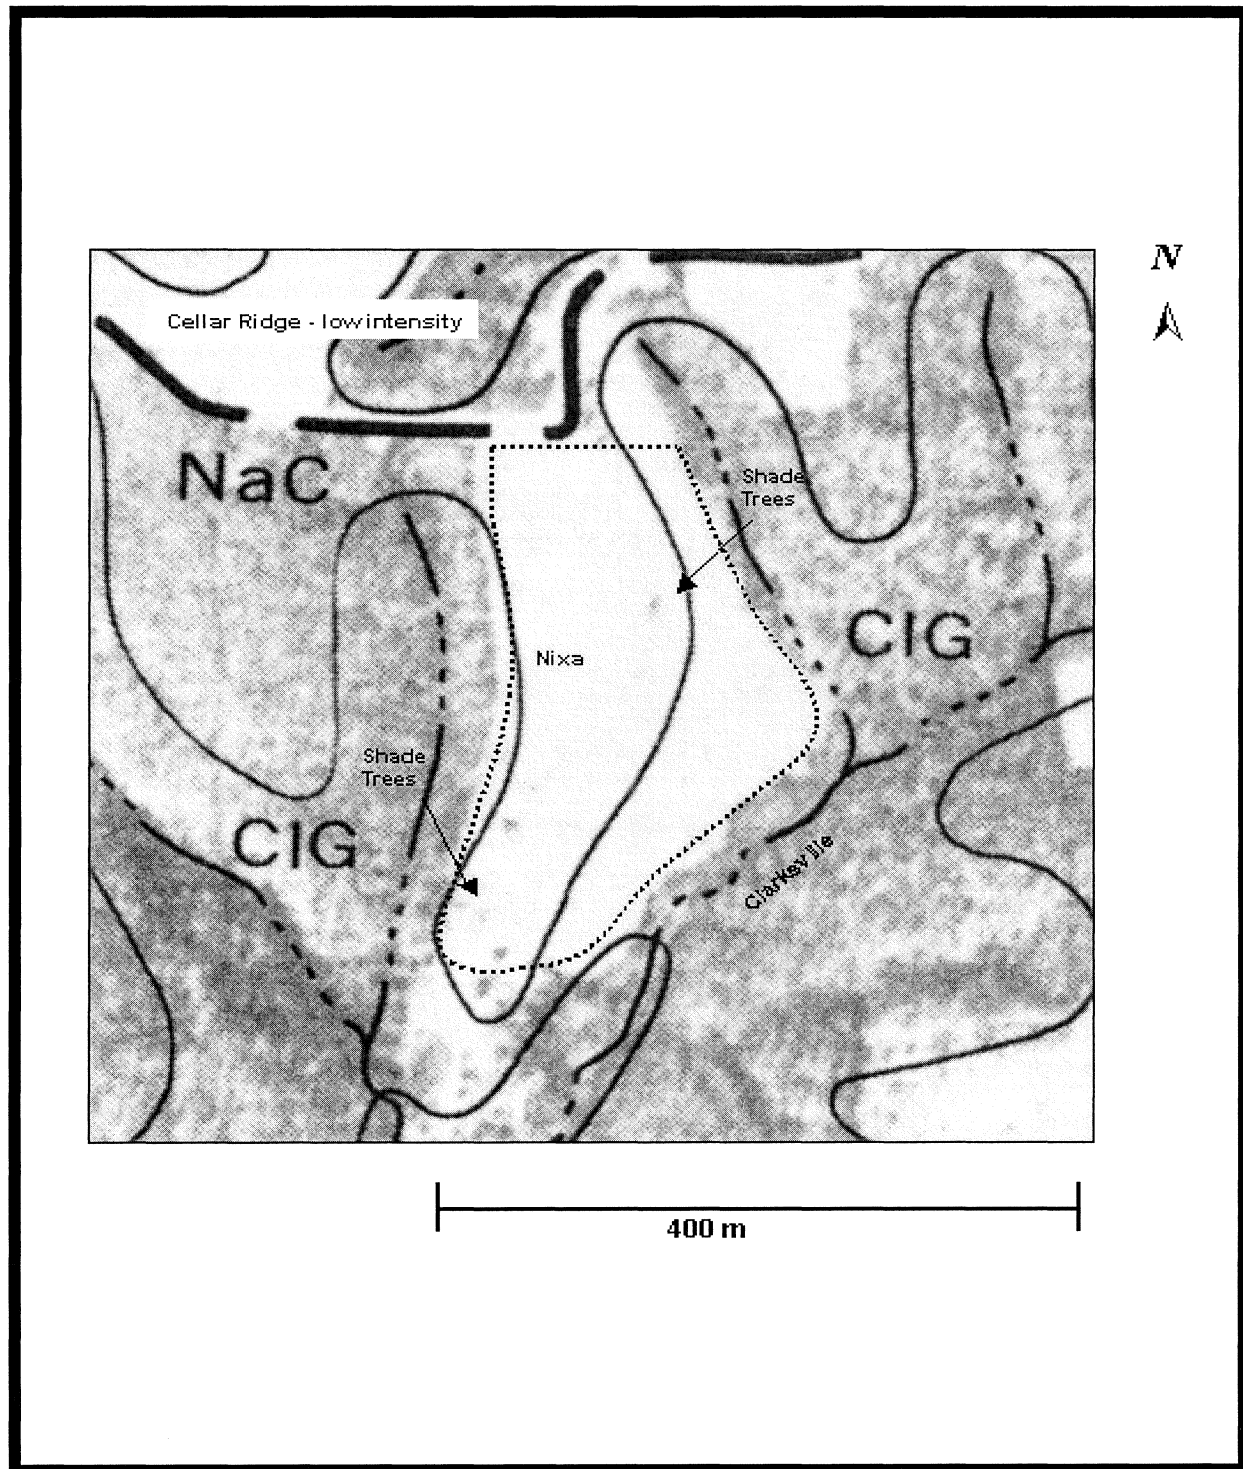 N
Cellar Ridge - low intensity
NaC
Shade
Trees
ClG
Nixa
Shade
Trees
ClG
Clarksville
400 m